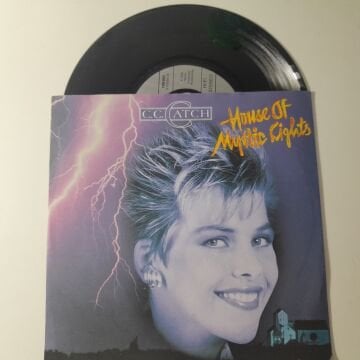 C.C. CATCH
House Of
Mystic Lights